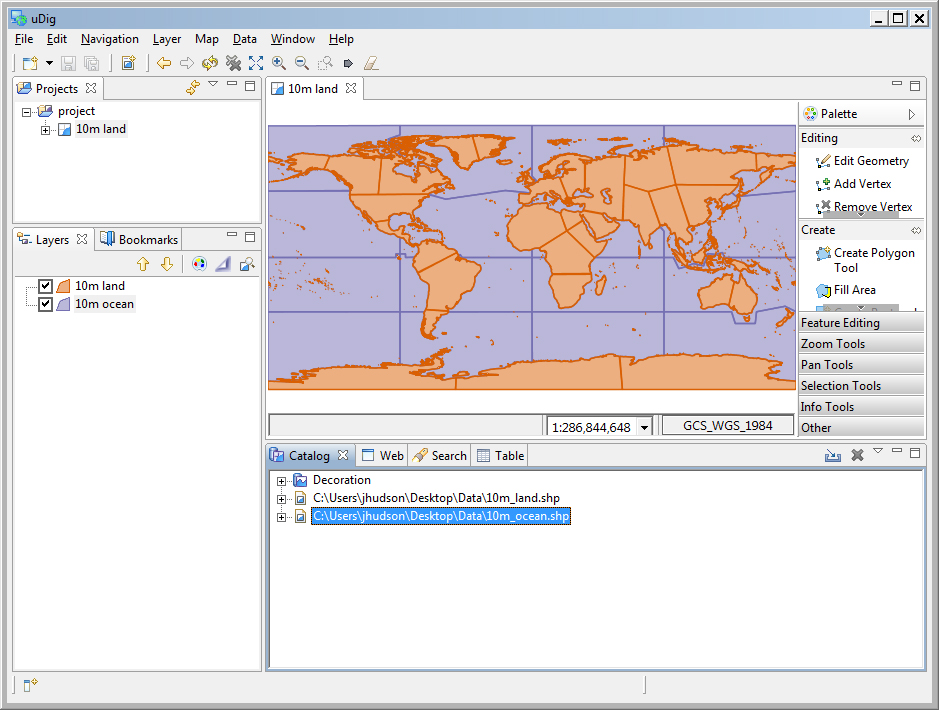 uDig
File Edit Navigation Layer Map Data Window Help
Projects
project
10m land
Layers
Bookmarks
10m land
10m ocean
10m land
Palette
Editing
Edit Geometry
Add Vertex
Remove Vertex
Create
Create Polygon
Tool
Fill Area
Feature Editing
Zoom Tools
Pan Tools
Selection Tools
Info Tools
Other
1:286,844,648
GCS_WGS_1984
Catalog
Web
Search
Table
Decoration
C:\Users\jhudson\Desktop\Data\10m_land.shp
C:\Users\jhudson\Desktop\Data\10m_ocean.shp